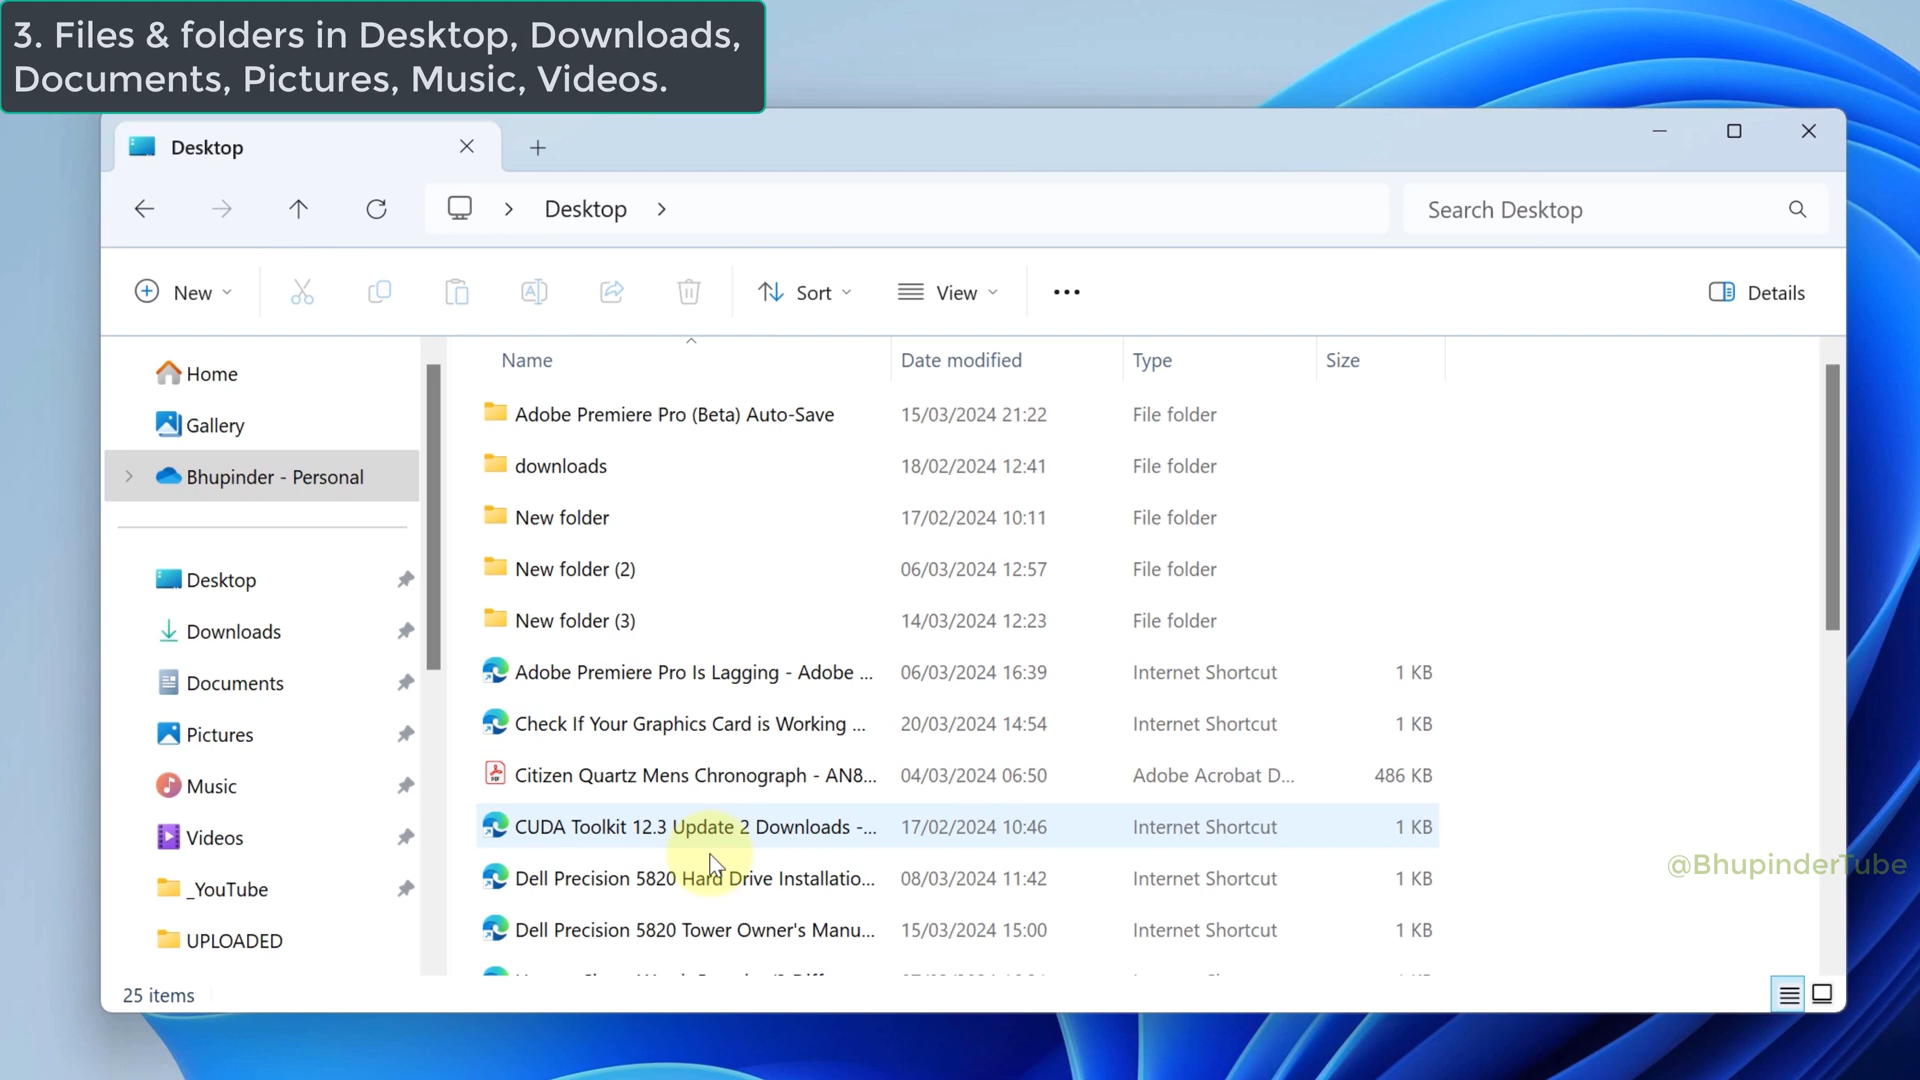 3. Files & folders in Desktop, Downloads,
Documents, Pictures, Music, Videos.
Desktop
Desktop
Search Desktop
New
Sort
View
Details
Home
Gallery
Bhupinder - Personal
Desktop
Downloads
Documents
Pictures
Music
Videos
_YouTube
UPLOADED
Name Date modified Type Size
Adobe Premiere Pro (Beta) Auto-Save 15/03/2024 21:22 File folder
downloads 18/02/2024 12:41 File folder
New folder 17/02/2024 10:11 File folder
New folder (2) 06/03/2024 12:57 File folder
New folder (3) 14/03/2024 12:23 File folder
Adobe Premiere Pro Is Lagging - Adobe ... 06/03/2024 16:39 Internet Shortcut 1 KB
Check If Your Graphics Card is Working ... 20/03/2024 14:54 Internet Shortcut 1 KB
Citizen Quartz Mens Chronograph - AN8... 04/03/2024 06:50 Adobe Acrobat D... 486 KB
CUDA Toolkit 12.3 Update 2 Downloads -... 17/02/2024 10:46 Internet Shortcut 1 KB
Dell Precision 5820 Hard Drive Installatio... 08/03/2024 11:42 Internet Shortcut 1 KB
Dell Precision 5820 Tower Owner's Manu... 15/03/2024 15:00 Internet Shortcut 1 KB
@BhupinderTube
25 items